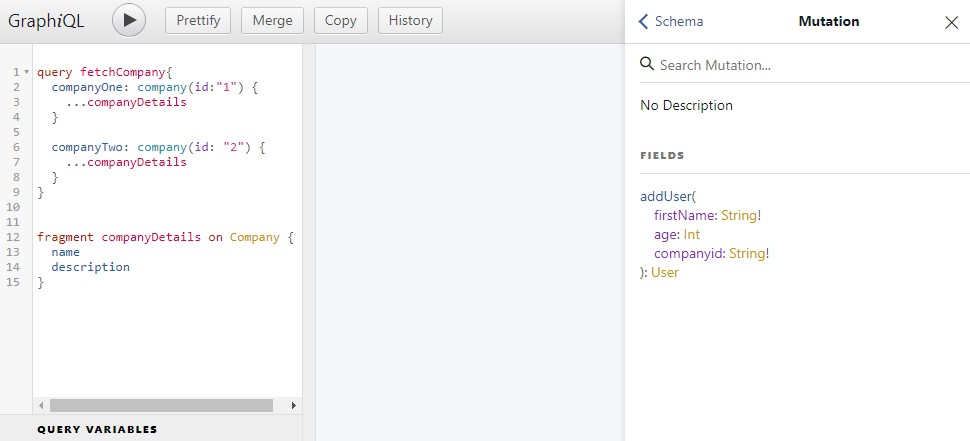 GraphiQL Prettify Merge Copy History
1 query fetchCompany{
2 companyOne: company(id:"1") {
3 ...companyDetails
4 }
5
6 companyTwo: company(id: "2") {
7 ...companyDetails
8 }
9 }
10
11
12 fragment companyDetails on Company {
13 name
14 description
15 }
QUERY VARIABLES
Schema Mutation
Search Mutation...
No Description
FIELDS
addUser(
firstName: String!
age: Int
companyid: String!
): User